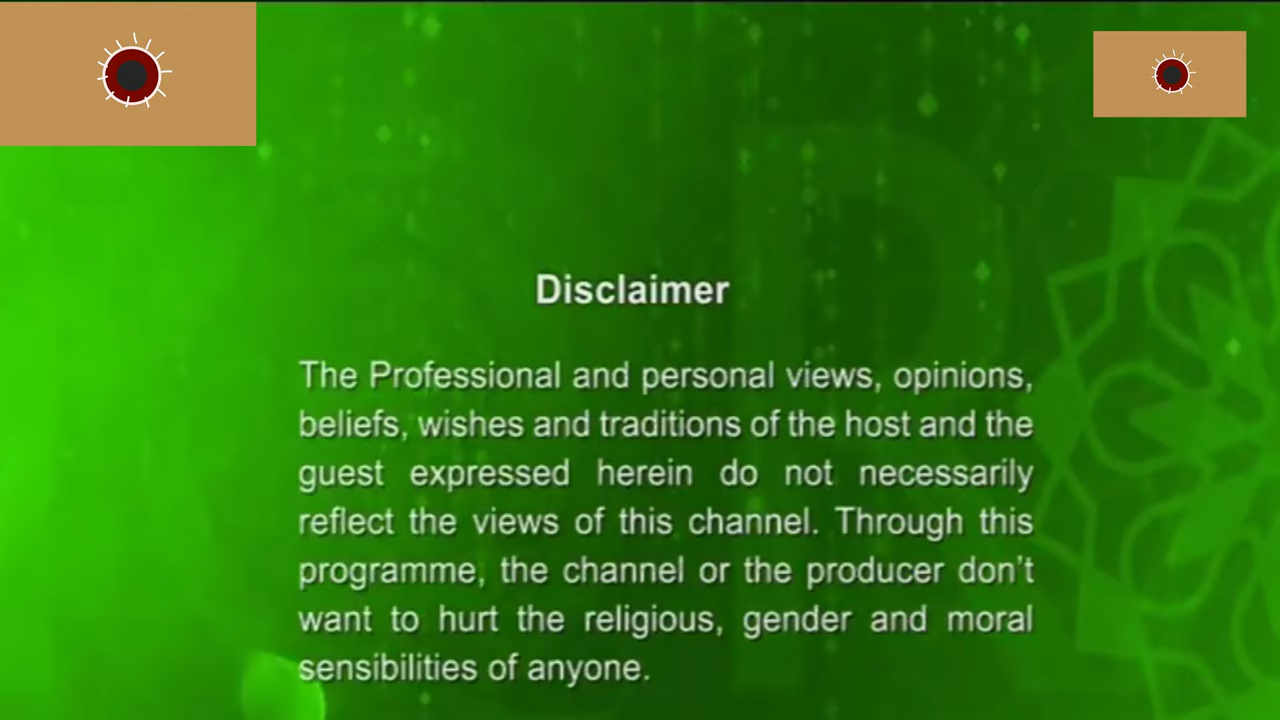 Disclaimer
The Professional and personal views, opinions,
beliefs, wishes and traditions of the host and the
guest expressed herein do not necessarily
reflect the views of this channel. Through this
programme, the channel or the producer don't
want to hurt the religious, gender and moral
sensibilities of anyone.